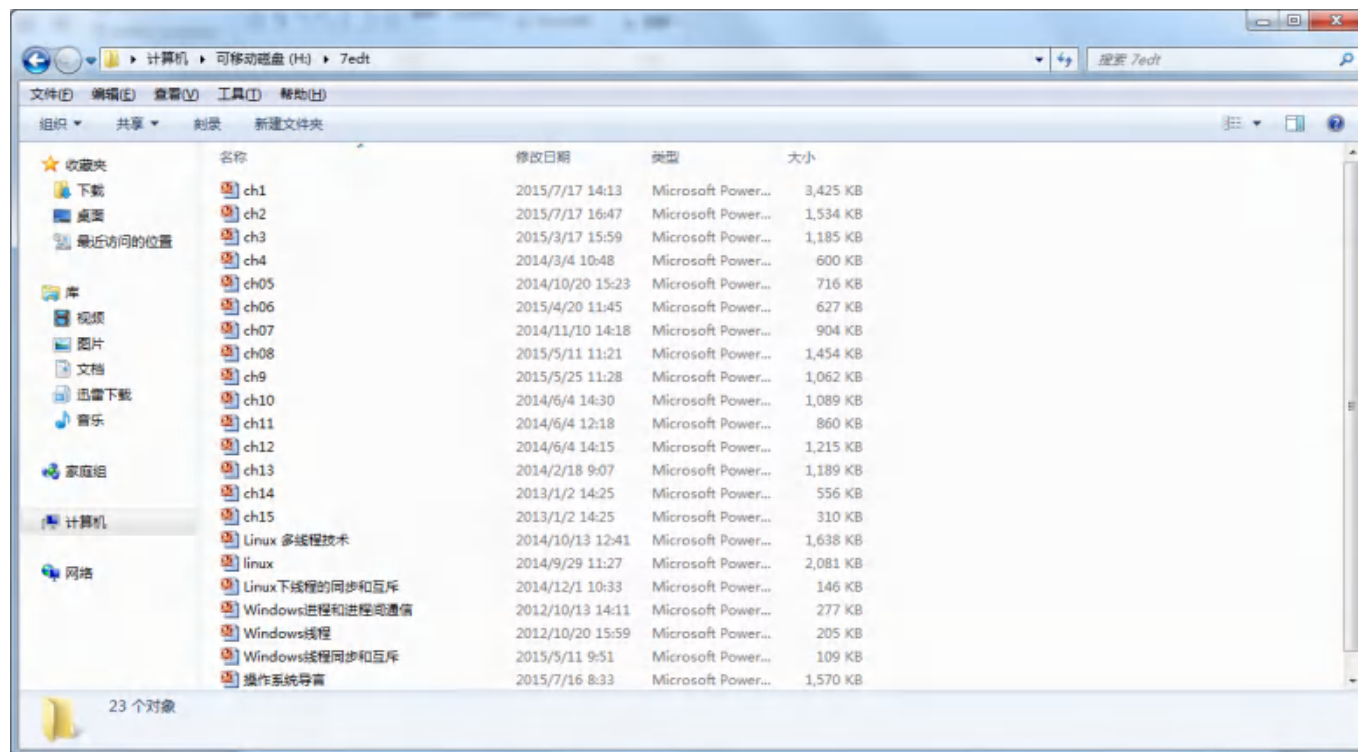 计算机 ▸ 可移动磁盘 (H:) ▸ 7edt 搜索 7edt
文件(F) 编辑(E) 查看(V) 工具(T) 帮助(H)
组织 共享 刻录 新建文件夹
收藏夹
下载
桌面
最近访问的位置
库
视频
图片
文档
迅雷下载
音乐
家庭组
计算机
网络
名称 修改日期 类型 大小
ch1 2015/7/17 14:13 Microsoft Power... 3,425 KB
ch2 2015/7/17 16:47 Microsoft Power... 1,534 KB
ch3 2015/3/17 15:59 Microsoft Power... 1,185 KB
ch4 2014/3/4 10:48 Microsoft Power... 600 KB
ch05 2014/10/20 15:23 Microsoft Power... 716 KB
ch06 2015/4/20 11:45 Microsoft Power... 627 KB
ch07 2014/11/10 14:18 Microsoft Power... 904 KB
ch08 2015/5/11 11:21 Microsoft Power... 1,454 KB
ch9 2015/5/25 11:28 Microsoft Power... 1,062 KB
ch10 2014/6/4 14:30 Microsoft Power... 1,089 KB
ch11 2014/6/4 12:18 Microsoft Power... 860 KB
ch12 2014/6/4 14:15 Microsoft Power... 1,215 KB
ch13 2014/2/18 9:07 Microsoft Power... 1,189 KB
ch14 2013/1/2 14:25 Microsoft Power... 556 KB
ch15 2013/1/2 14:25 Microsoft Power... 310 KB
Linux 多线程技术 2014/10/13 12:41 Microsoft Power... 1,638 KB
linux 2014/9/29 11:27 Microsoft Power... 2,081 KB
Linux下线程的同步和互斥 2014/12/1 10:33 Microsoft Power... 146 KB
Windows进程和进程间通信 2012/10/13 14:11 Microsoft Power... 277 KB
Windows线程 2012/10/20 15:59 Microsoft Power... 205 KB
Windows线程同步和互斥 2015/5/11 9:51 Microsoft Power... 109 KB
操作系统导言 2015/7/16 8:33 Microsoft Power... 1,570 KB
23 个对象